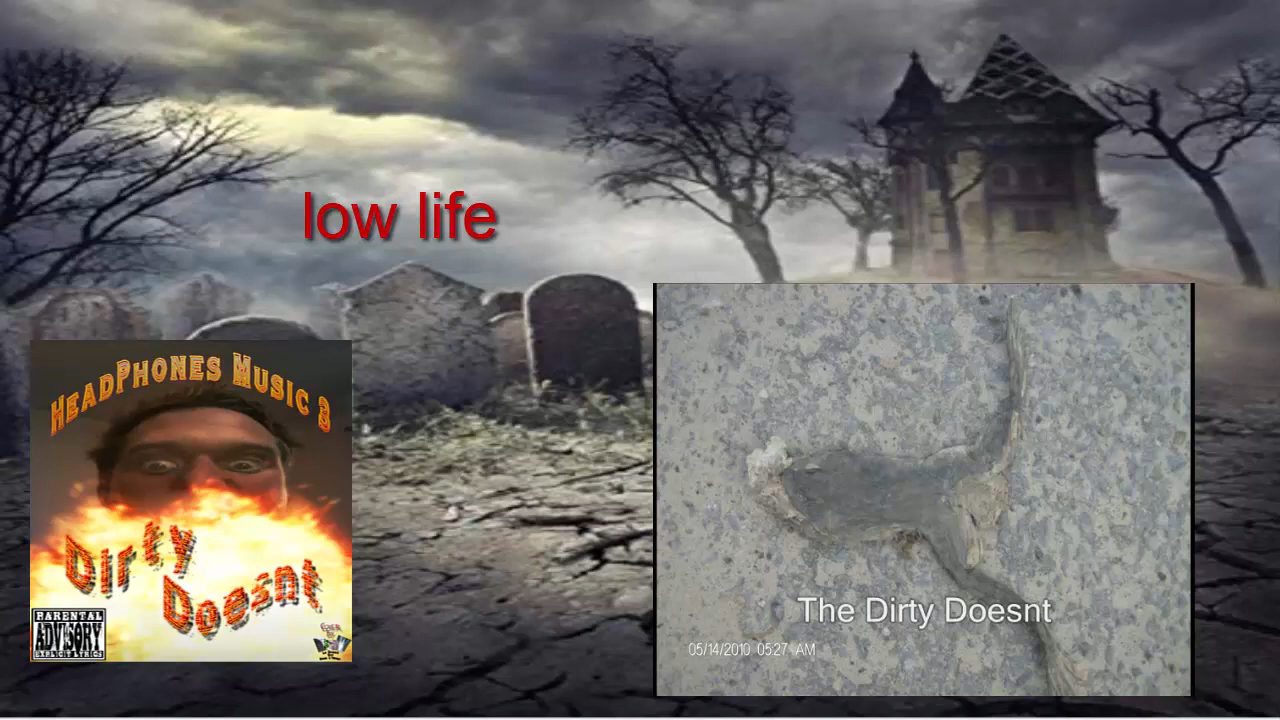 low life
HeadPhones Music 3
Dirty
Doesnt
PARENTAL
ADVISORY
EXPLICIT LYRICS
The Dirty Doesnt
05/14/2010 05:27 AM